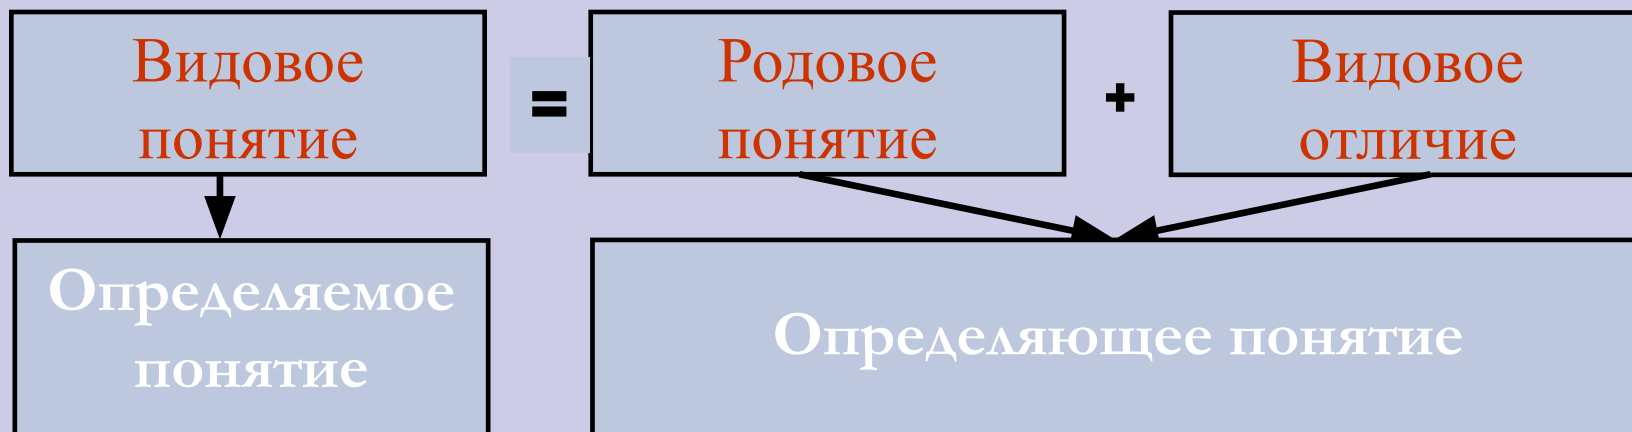 Видовое
понятие
=
Родовое
понятие
+
Видовое
отличие
Определяемое
понятие
Определяющее понятие